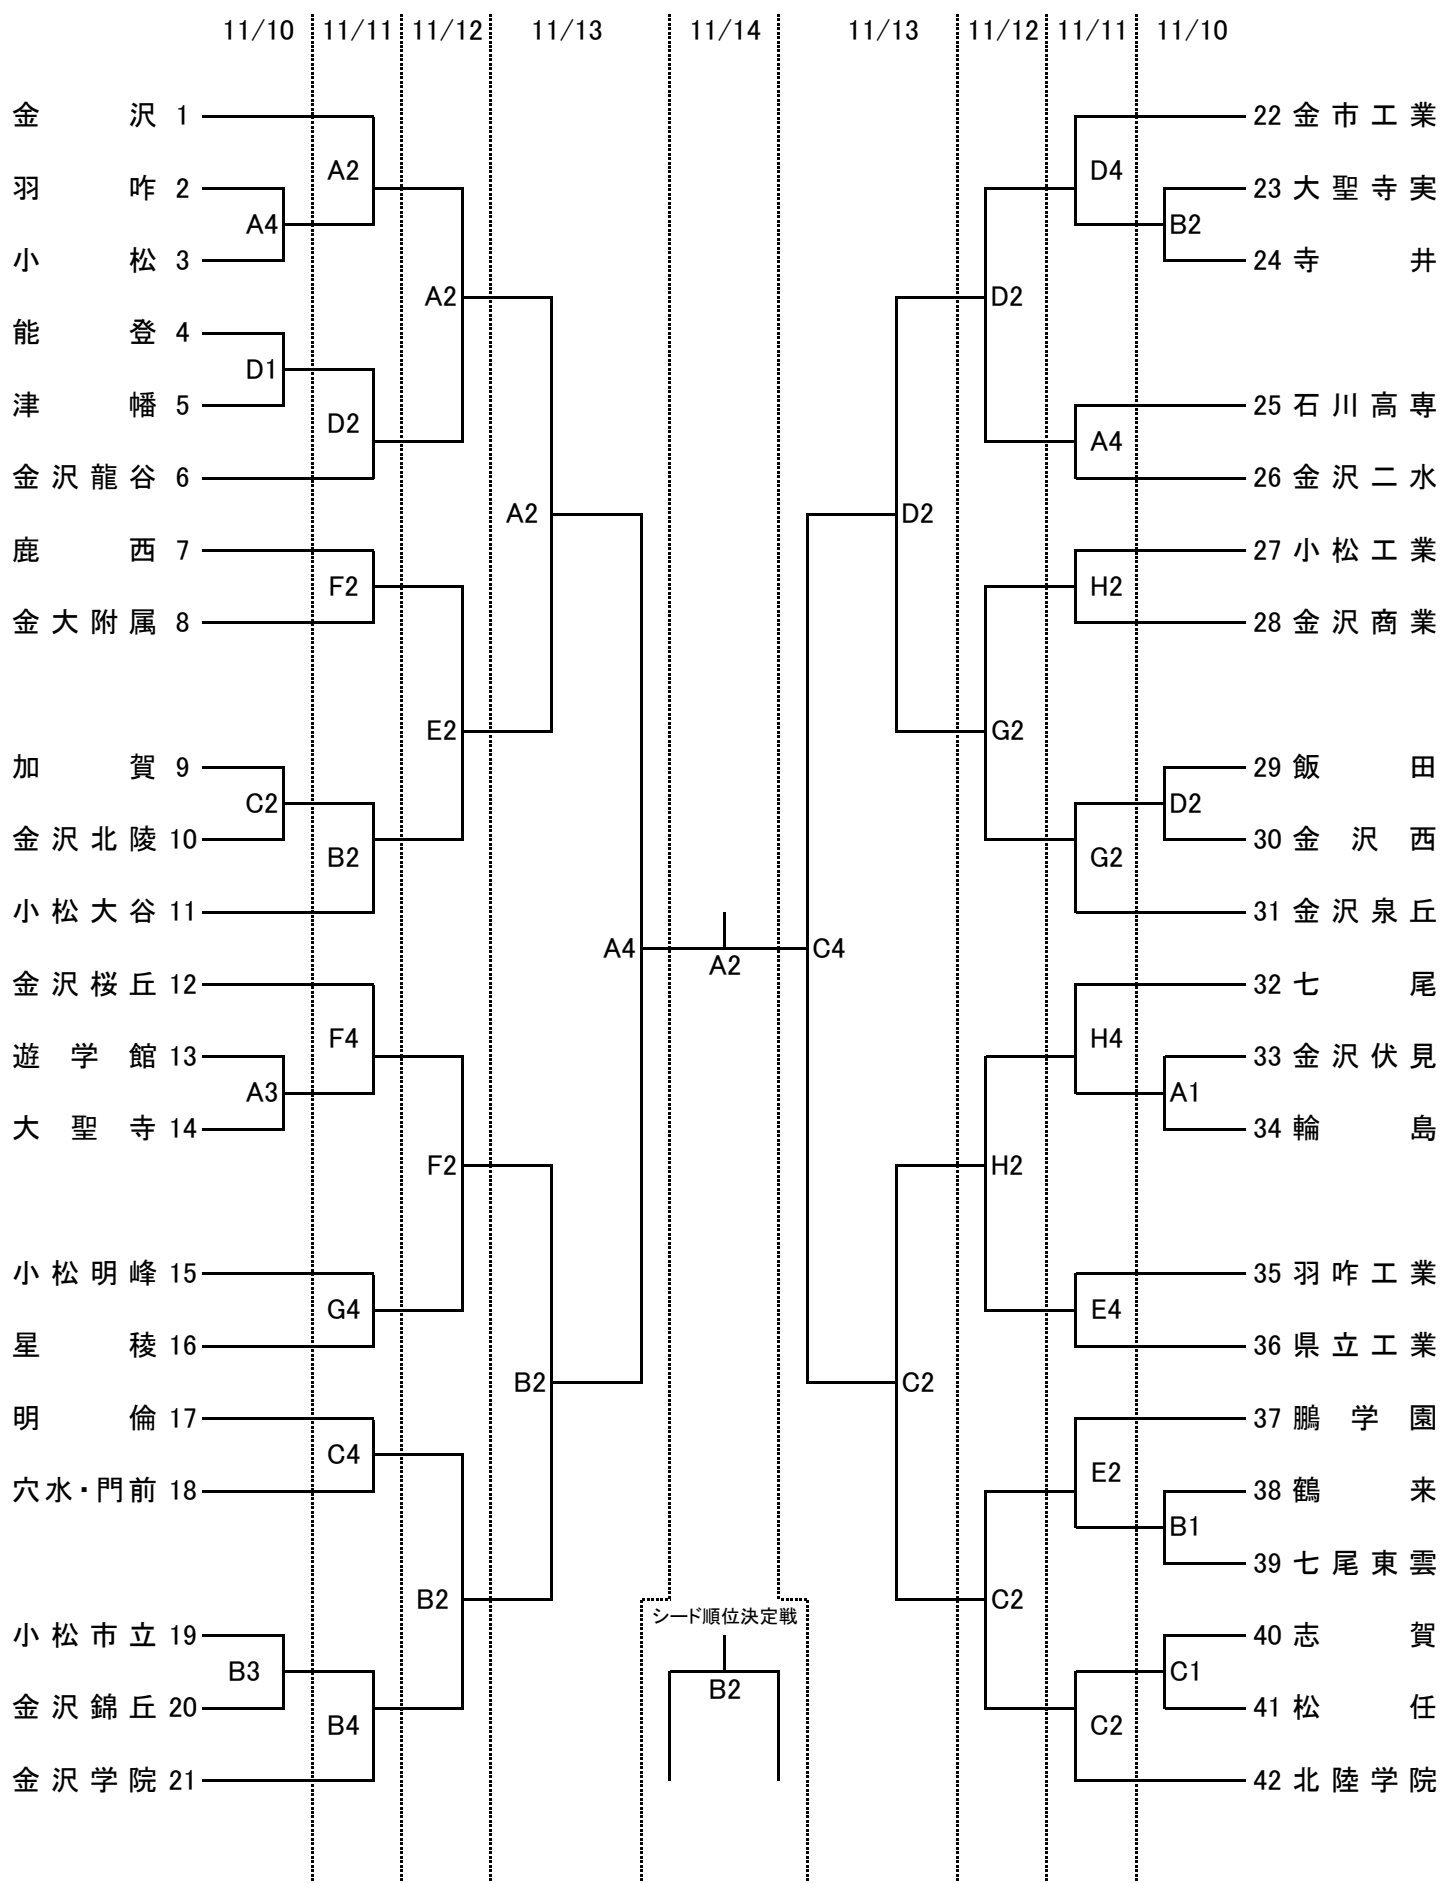 11/10 11/11 11/12 11/13 11/14 11/13 11/12 11/11 11/10
金沢 1 22 金市工業
A2 D4
羽咋 2 23 大聖寺実
A4 B2
小松 3 24 寺井
A2 D2
能登 4
D1
津幡 5 25 石川高専
D2 A4
金沢龍谷 6 26 金沢二水
A2 D2
鹿西 7 27 小松工業
F2 H2
金大附属 8 28 金沢商業
E2 G2
加賀 9 29 飯田
C2 D2
金沢北陵 10 30 金沢西
B2 G2
小松大谷 11 31 金沢泉丘
A4 A2 C4
金沢桜丘 12 32 七尾
F4 H4
遊学館 13 33 金沢伏見
A3 A1
大聖寺 14 34 輪島
F2 H2
小松明峰 15 35 羽咋工業
G4 E4
星稜 16 36 県立工業
B2 C2
明倫 17 37 鵬学園
C4 E2
穴水・門前 18 38 鶴来
B1
39 七尾東雲
B2 C2
シード順位決定戦
小松市立 19 40 志賀
B3 B2 C1
金沢錦丘 20 41 松任
B4 C2
金沢学院 21 42 北陸学院